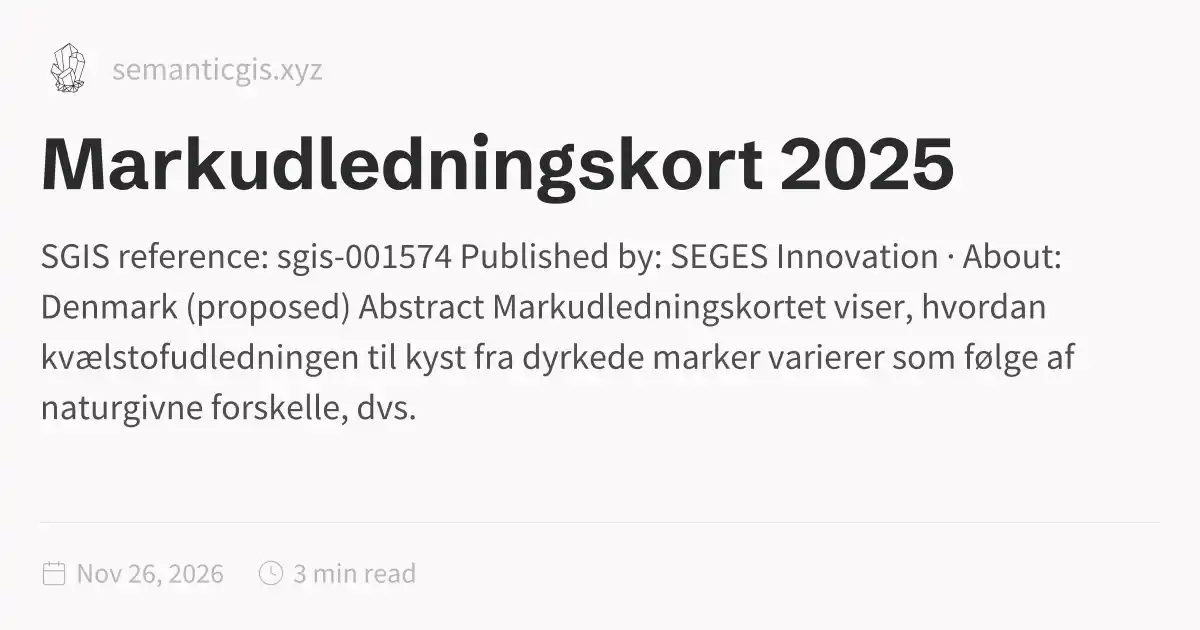 semanticgis.xyz
Markudledningskort 2025
SGIS reference: sgis-001574 Published by: SEGES Innovation · About:
Denmark (proposed) Abstract Markudledningskortet viser, hvordan
kvælstofudledningen til kyst fra dyrkede marker varierer som følge af
naturgivne forskelle, dvs.
Nov 26, 2026 3 min read